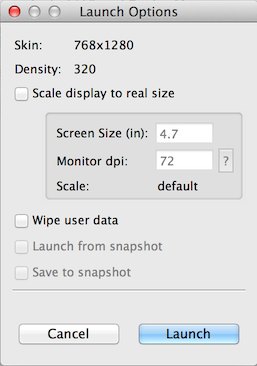 Launch Options
Skin: 768x1280
Density: 320
Scale display to real size
Screen Size (in): 4.7
Monitor dpi: 72 ?
Scale: default
Wipe user data
Launch from snapshot
Save to snapshot
Cancel Launch